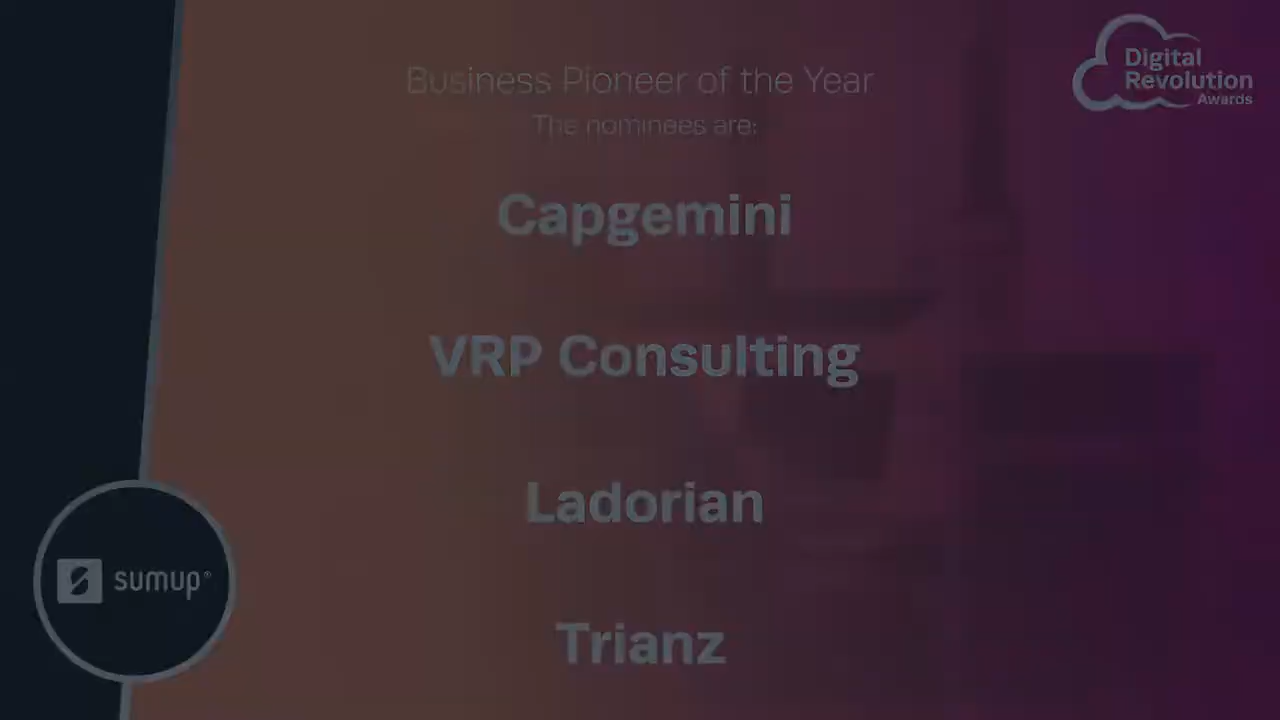 Digital
Revolution
Awards
Business Pioneer of the Year
The nominees are:
Capgemini
VRP Consulting
Ladorian
sumup®
Trianz